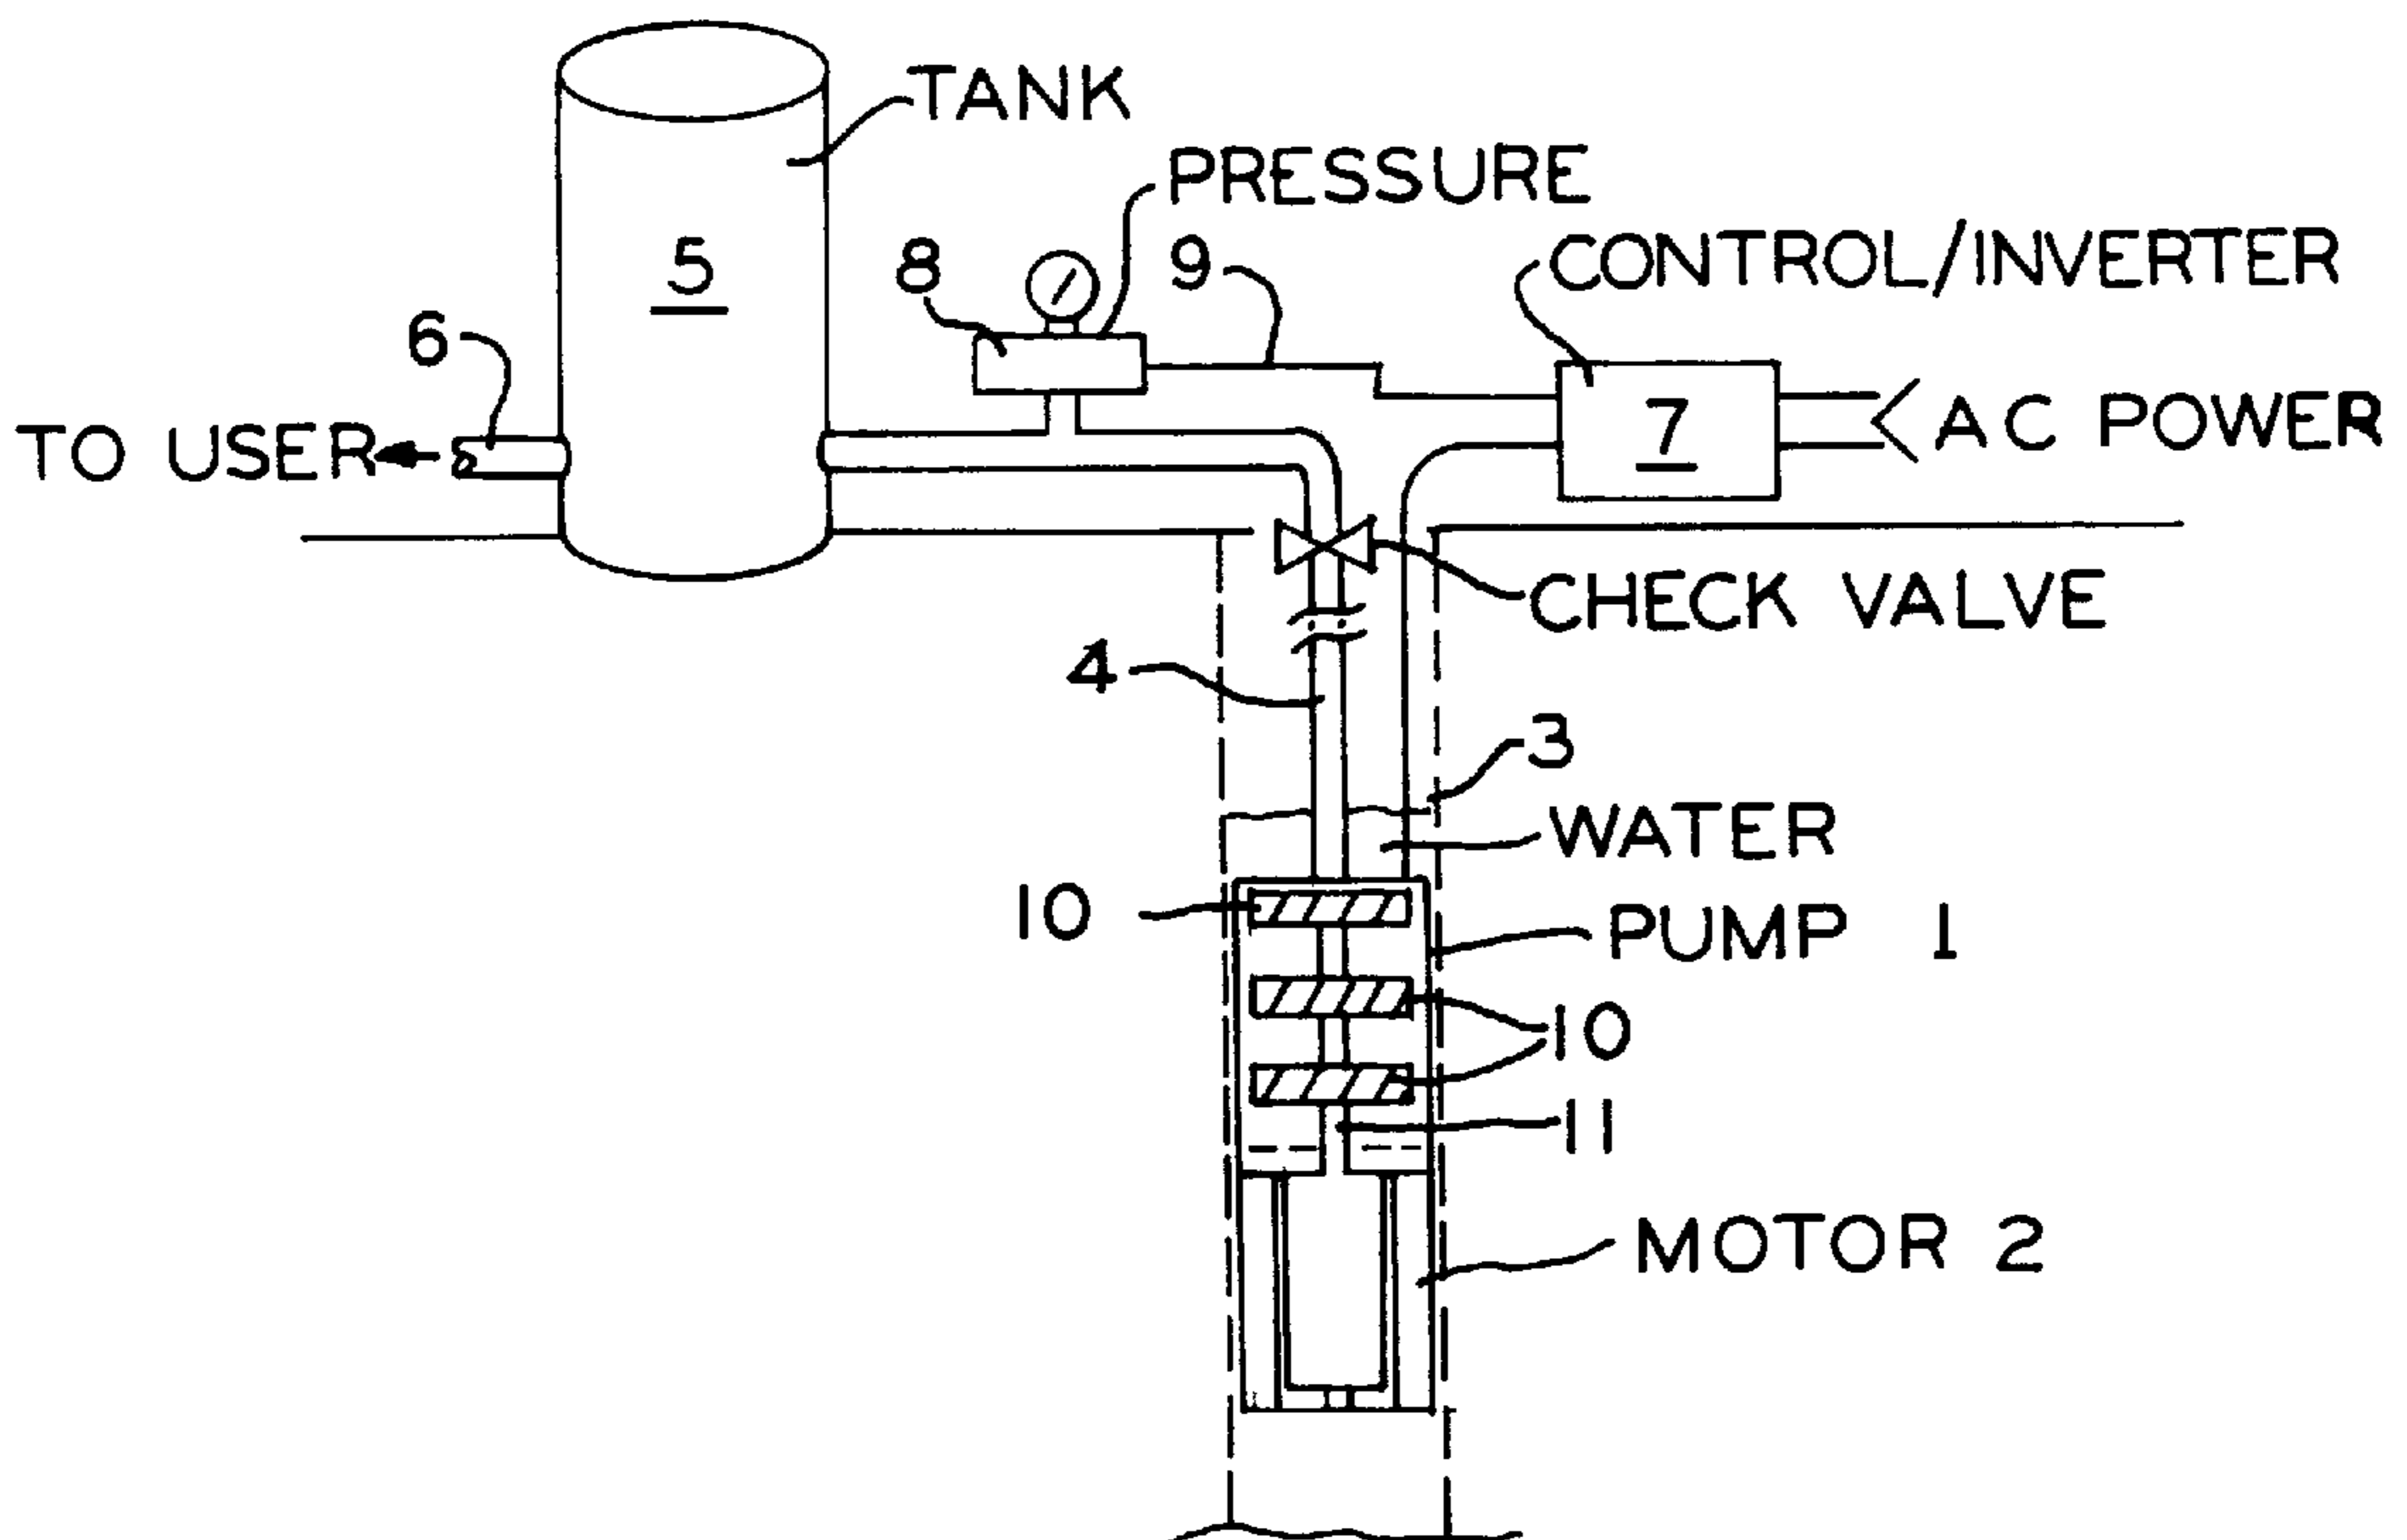 TANK
PRESSURE
5
8
9
CONTROL/INVERTER
6
7
TO USER
AC POWER
CHECK VALVE
4
3
WATER
10
PUMP 1
10
11
MOTOR 2